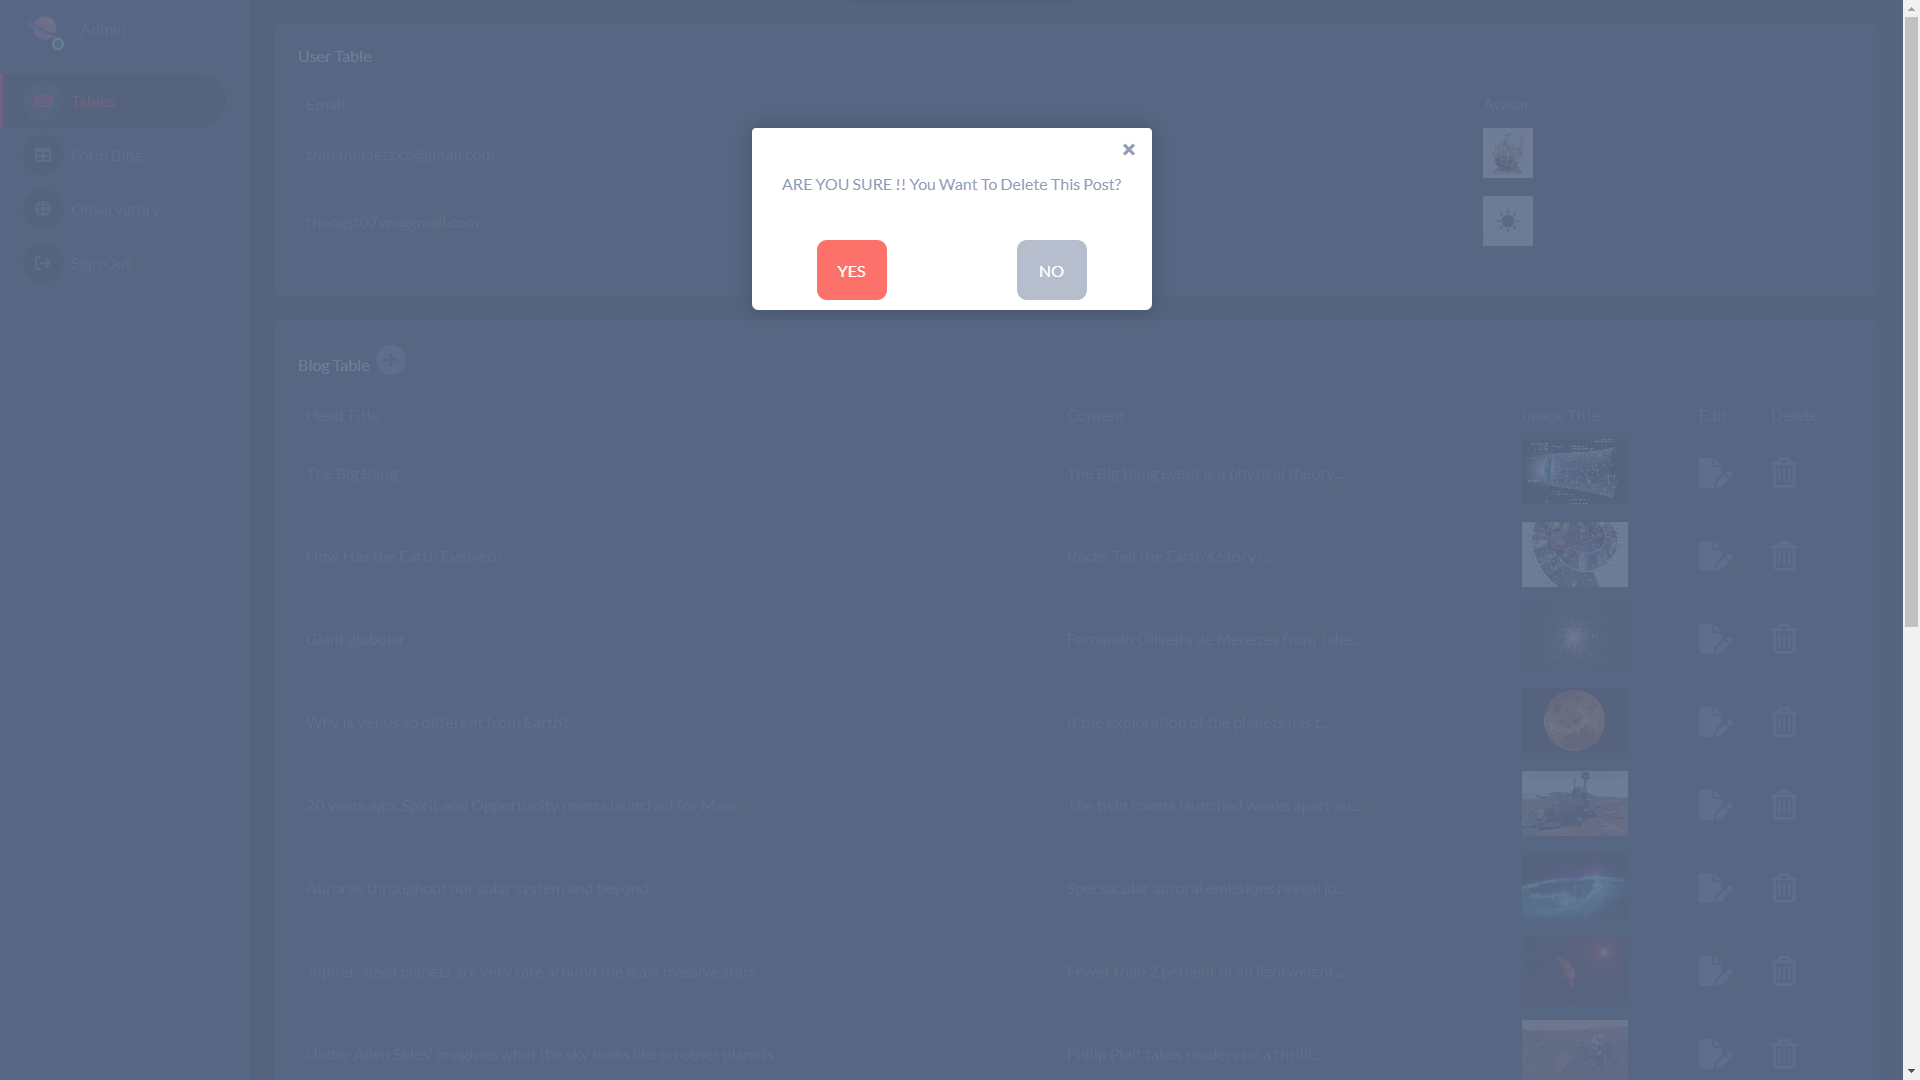 Admin
Tables
Form Blog
Observatory
Sign Out
User Table
Email
Avatar
trananhkietzxz@gmail.com
thongst07vn@gmail.com
ARE YOU SURE !! You Want To Delete This Post?
YES
NO
Blog Table
Head Title
Content
Image Title
Edit
Delete
The Big Bang
The Big Bang event is a physical theory...
How Has the Earth Evolved?
Rocks Tell the Earth's Story<...
Giant globular
Fernando Oliveira de Menezes from Jales...
Why is Venus so different from Earth?
If the exploration of the planets has t...
20 years ago: Spirit and Opportunity rovers launched for Mars
The twin rovers launched weeks apart an...
Aurorae throughout our solar system and beyond
Spectacular auroral emissions reveal ju...
Jupiter-sized planets are very rare around the least massive stars
Fewer than 2 percent of all lightweight...
Under Alien Skies' imagines what the sky looks like on other planets
Philip Plait takes readers on a thrilli...